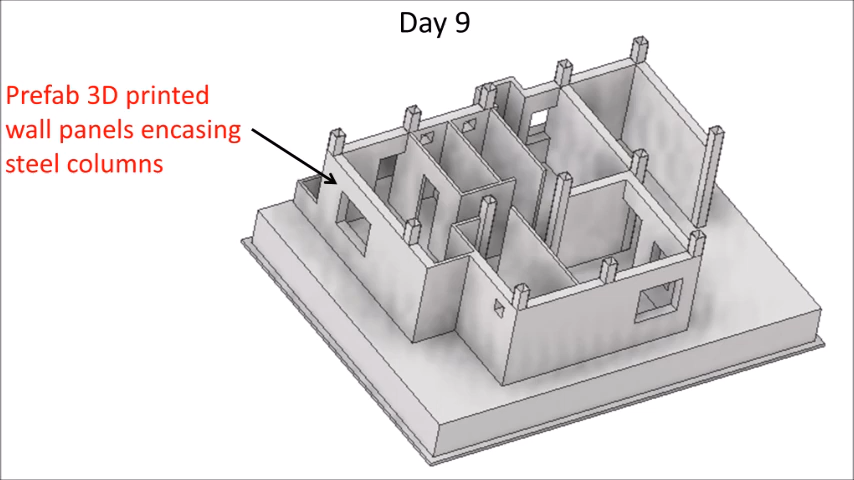 Day 9
Prefab 3D printed
wall panels encasing
steel columns